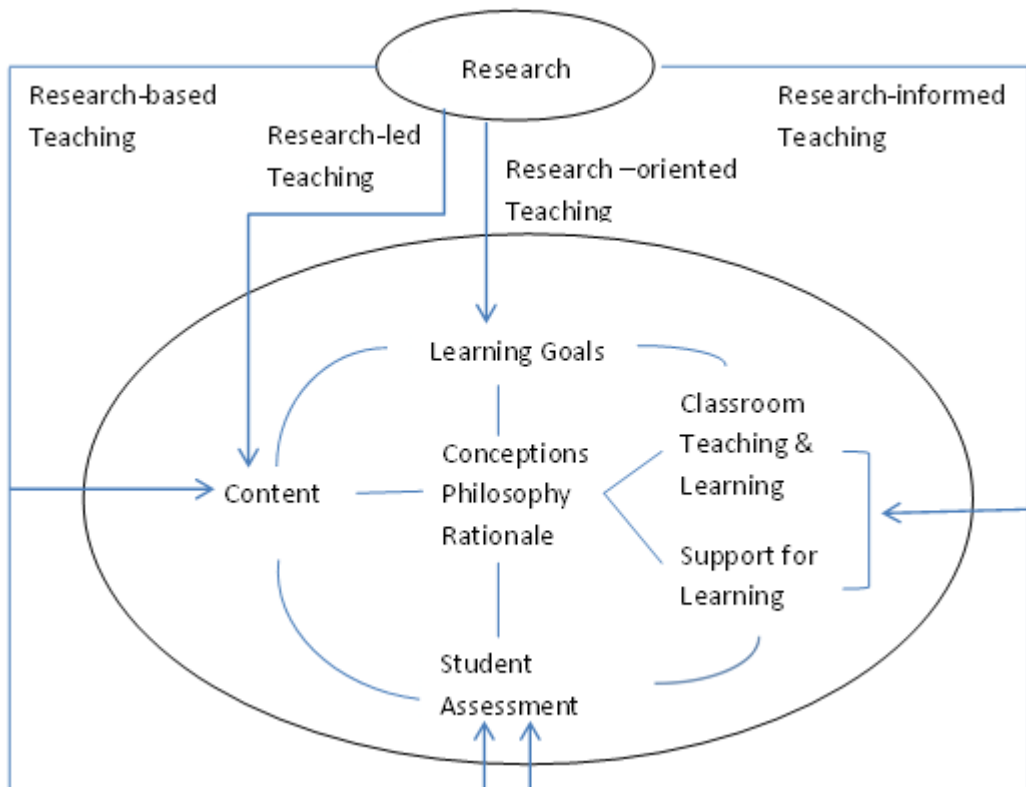 Research
Research-based
Teaching
Research-led
Teaching
Research –oriented
Teaching
Research-informed
Teaching
Learning Goals
Content
Conceptions
Philosophy
Rationale
Classroom
Teaching &
Learning
Support for
Learning
Student
Assessment